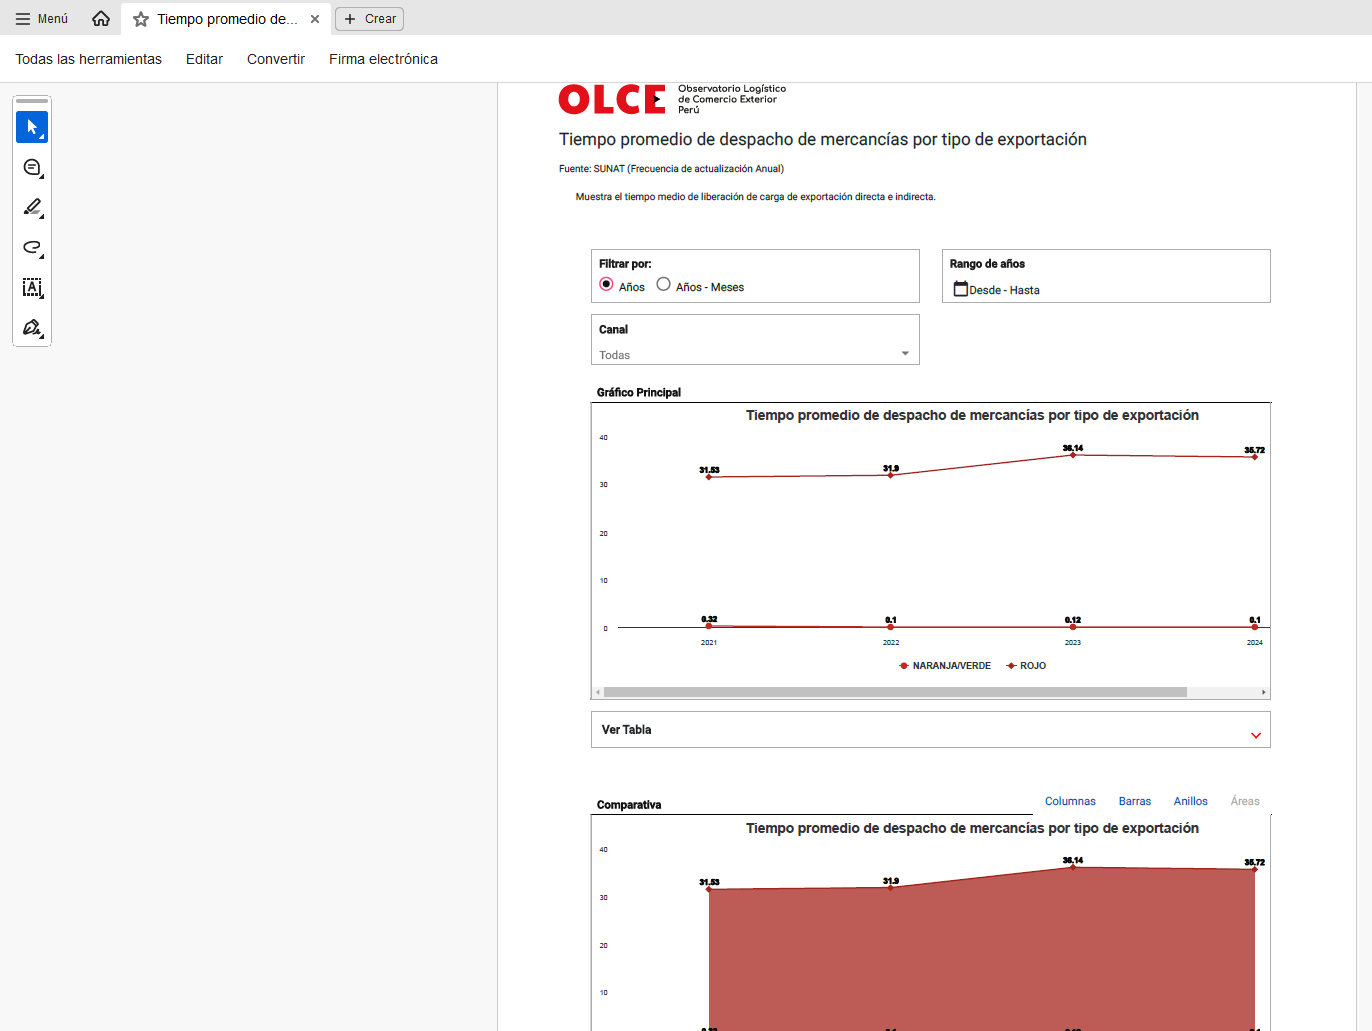 Menú
Tiempo promedio de...
Crear
Todas las herramientas
Editar
Convertir
Firma electrónica
OLCE
Observatorio Logístico
de Comercio Exterior
Perú
Tiempo promedio de despacho de mercancías por tipo de exportación
Fuente: SUNAT (Frecuencia de actualización Anual)
Muestra el tiempo medio de liberación de carga de exportación directa e indirecta.
Filtrar por:
Años
Años - Meses
Rango de años
Desde - Hasta
Canal
Todas
Gráfico Principal
Tiempo promedio de despacho de mercancías por tipo de exportación
40
30
20
10
0
31.53
31.9
36.14
35.72
0.32
0.1
0.12
0.1
2021
2022
2023
2024
NARANJA/VERDE
ROJO
Ver Tabla
Comparativa
Columnas
Barras
Anillos
Áreas
Tiempo promedio de despacho de mercancías por tipo de exportación
40
30
20
10
31.53
31.9
36.14
35.72